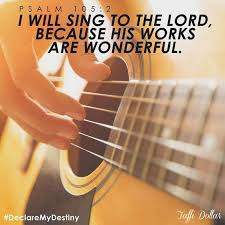 PSALM 105:2
I WILL SING TO THE LORD,
BECAUSE HIS WORKS
ARE WONDERFUL.
#DeclareMyDestiny
Taffi Dollar